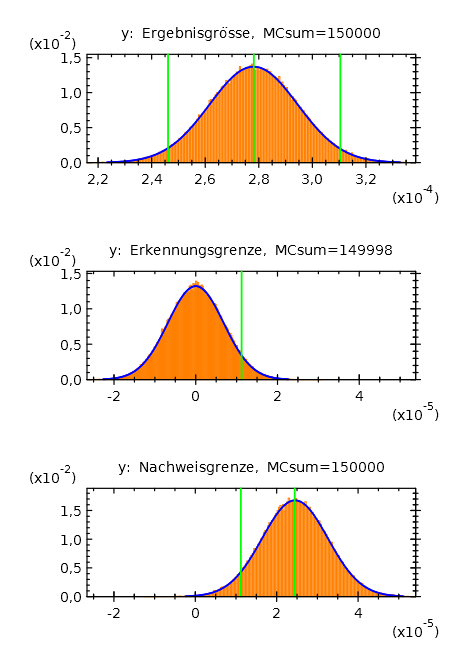 y: Ergebnisgrösse, MCsum=150000
(x10-2)
1,5
1,0
0,5
0,0
2,2 2,4 2,6 2,8 3,0 3,2
(x10-4)
y: Erkennungsgrenze, MCsum=149998
(x10-2)
1.5
1.0
0.5
0,0
-2 0 2 4
(x10-5)
y: Nachweisgrenze, MCsum=150000
(x10-2)
1,5
1,0
0,5
0,0
-2 0 2 4
(x10-5)